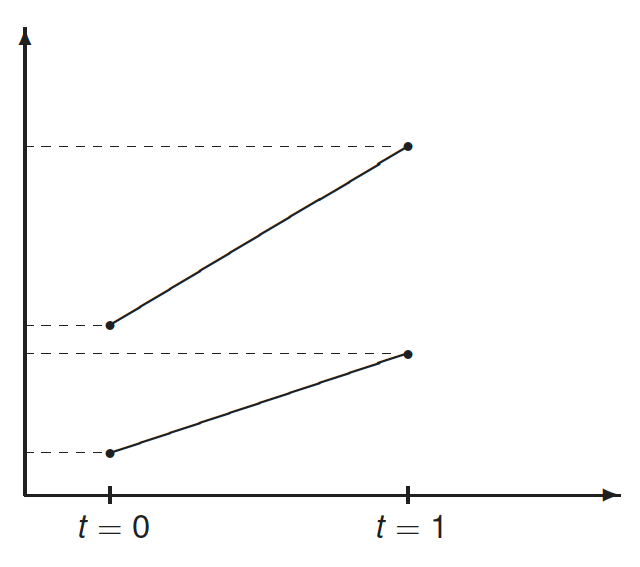 t = 0 t = 1